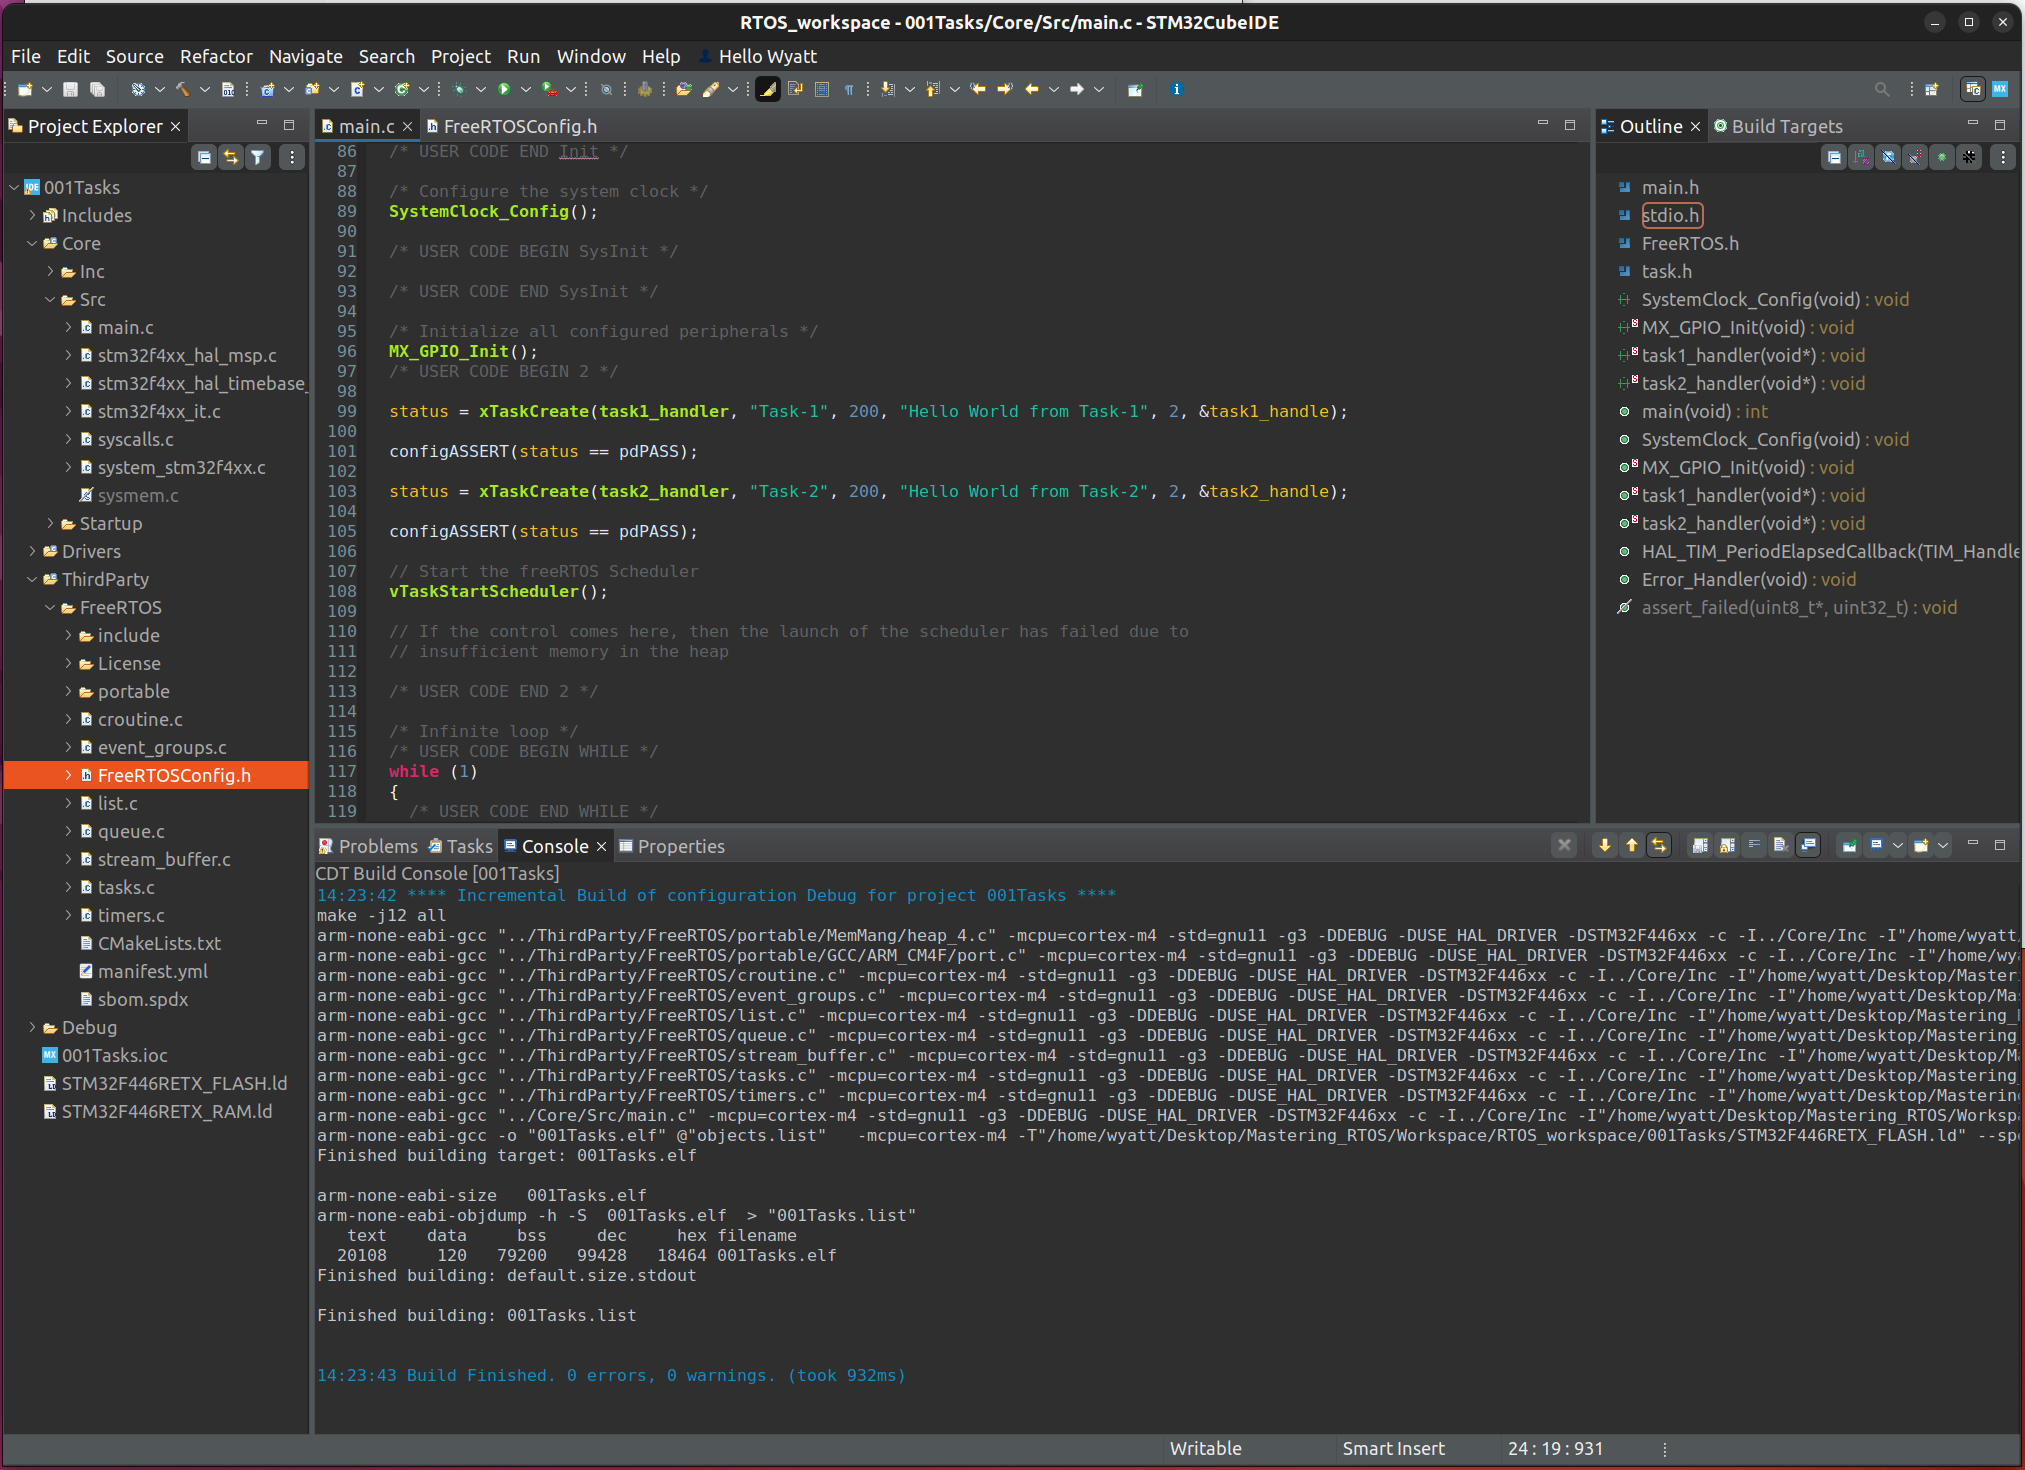 RTOS_workspace - 001Tasks/Core/Src/main.c - STM32CubeIDE
File Edit Source Refactor Navigate Search Project Run Window Help Hello Wyatt
Project Explorer
001Tasks
Includes
Core
Inc
Src
main.c
stm32f4xx_hal_msp.c
stm32f4xx_hal_timebase_
stm32f4xx_it.c
syscalls.c
system_stm32f4xx.c
sysmem.c
Startup
Drivers
ThirdParty
FreeRTOS
include
License
portable
croutine.c
event_groups.c
FreeRTOSConfig.h
list.c
queue.c
stream_buffer.c
tasks.c
timers.c
CMakeLists.txt
manifest.yml
sbom.spdx
Debug
001Tasks.ioc
STM32F446RETX_FLASH.ld
STM32F446RETX_RAM.ld
main.c FreeRTOSConfig.h
86 /* USER CODE END Init */
87
88 /* Configure the system clock */
89 SystemClock_Config();
90
91 /* USER CODE BEGIN SysInit */
92
93 /* USER CODE END SysInit */
94
95 /* Initialize all configured peripherals */
96 MX_GPIO_Init();
97 /* USER CODE BEGIN 2 */
98
99 status = xTaskCreate(task1_handler, "Task-1", 200, "Hello World from Task-1", 2, &task1_handle);
100
101 configASSERT(status == pdPASS);
102
103 status = xTaskCreate(task2_handler, "Task-2", 200, "Hello World from Task-2", 2, &task2_handle);
104
105 configASSERT(status == pdPASS);
106
107 // Start the freeRTOS Scheduler
108 vTaskStartScheduler();
109
110 // If the control comes here, then the launch of the scheduler has failed due to
111 // insufficient memory in the heap
112
113 /* USER CODE END 2 */
114
115 /* Infinite loop */
116 /* USER CODE BEGIN WHILE */
117 while (1)
118 {
119 /* USER CODE END WHILE */
Outline Build Targets
main.h
stdio.h
FreeRTOS.h
task.h
SystemClock_Config(void) : void
MX_GPIO_Init(void) : void
task1_handler(void*) : void
task2_handler(void*) : void
main(void) : int
SystemClock_Config(void) : void
MX_GPIO_Init(void) : void
task1_handler(void*) : void
task2_handler(void*) : void
HAL_TIM_PeriodElapsedCallback(TIM_Handle
Error_Handler(void) : void
assert_failed(uint8_t*, uint32_t) : void
Problems Tasks Console Properties
CDT Build Console [001Tasks]
14:23:42 **** Incremental Build of configuration Debug for project 001Tasks ****
make -j12 all
arm-none-eabi-gcc "../ThirdParty/FreeRTOS/portable/MemMang/heap_4.c" -mcpu=cortex-m4 -std=gnu11 -g3 -DDEBUG -DUSE_HAL_DRIVER -DSTM32F446xx -c -I../Core/Inc -I"/home/wyatt/
arm-none-eabi-gcc "../ThirdParty/FreeRTOS/portable/GCC/ARM_CM4F/port.c" -mcpu=cortex-m4 -std=gnu11 -g3 -DDEBUG -DUSE_HAL_DRIVER -DSTM32F446xx -c -I../Core/Inc -I"/home/wy
arm-none-eabi-gcc "../ThirdParty/FreeRTOS/croutine.c" -mcpu=cortex-m4 -std=gnu11 -g3 -DDEBUG -DUSE_HAL_DRIVER -DSTM32F446xx -c -I../Core/Inc -I"/home/wyatt/Desktop/Master
arm-none-eabi-gcc "../ThirdParty/FreeRTOS/event_groups.c" -mcpu=cortex-m4 -std=gnu11 -g3 -DDEBUG -DUSE_HAL_DRIVER -DSTM32F446xx -c -I../Core/Inc -I"/home/wyatt/Desktop/Ma
arm-none-eabi-gcc "../ThirdParty/FreeRTOS/list.c" -mcpu=cortex-m4 -std=gnu11 -g3 -DDEBUG -DUSE_HAL_DRIVER -DSTM32F446xx -c -I../Core/Inc -I"/home/wyatt/Desktop/Mastering_
arm-none-eabi-gcc "../ThirdParty/FreeRTOS/queue.c" -mcpu=cortex-m4 -std=gnu11 -g3 -DDEBUG -DUSE_HAL_DRIVER -DSTM32F446xx -c -I../Core/Inc -I"/home/wyatt/Desktop/Mastering_
arm-none-eabi-gcc "../ThirdParty/FreeRTOS/stream_buffer.c" -mcpu=cortex-m4 -std=gnu11 -g3 -DDEBUG -DUSE_HAL_DRIVER -DSTM32F446xx -c -I../Core/Inc -I"/home/wyatt/Desktop/M
arm-none-eabi-gcc "../ThirdParty/FreeRTOS/tasks.c" -mcpu=cortex-m4 -std=gnu11 -g3 -DDEBUG -DUSE_HAL_DRIVER -DSTM32F446xx -c -I../Core/Inc -I"/home/wyatt/Desktop/Mastering_
arm-none-eabi-gcc "../ThirdParty/FreeRTOS/timers.c" -mcpu=cortex-m4 -std=gnu11 -g3 -DDEBUG -DUSE_HAL_DRIVER -DSTM32F446xx -c -I../Core/Inc -I"/home/wyatt/Desktop/Masterin
arm-none-eabi-gcc "../Core/Src/main.c" -mcpu=cortex-m4 -std=gnu11 -g3 -DDEBUG -DUSE_HAL_DRIVER -DSTM32F446xx -c -I../Core/Inc -I"/home/wyatt/Desktop/Mastering_RTOS/Worksp
arm-none-eabi-gcc -o "001Tasks.elf" @"objects.list" -mcpu=cortex-m4 -T"/home/wyatt/Desktop/Mastering_RTOS/Workspace/RTOS_workspace/001Tasks/STM32F446RETX_FLASH.ld" --spe
Finished building target: 001Tasks.elf
arm-none-eabi-size 001Tasks.elf
arm-none-eabi-objdump -h -S 001Tasks.elf > "001Tasks.list"
text data bss dec hex filename
20108 120 79200 99428 18464 001Tasks.elf
Finished building: default.size.stdout
Finished building: 001Tasks.list
14:23:43 Build Finished. 0 errors, 0 warnings. (took 932ms)
Writable Smart Insert 24 : 19 : 931